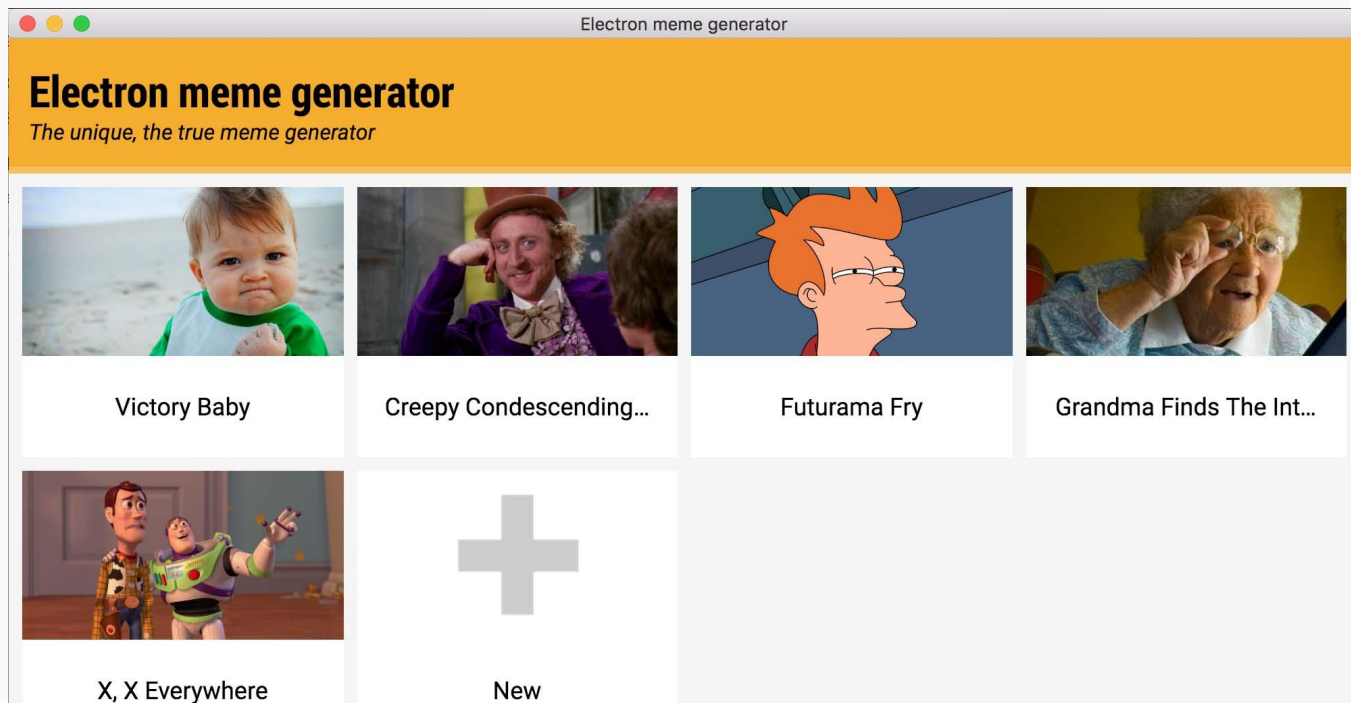 Electron meme generator
Electron meme generator
The unique, the true meme generator
Victory Baby
Creepy Condescending...
Futurama Fry
Grandma Finds The Int...
X, X Everywhere
New